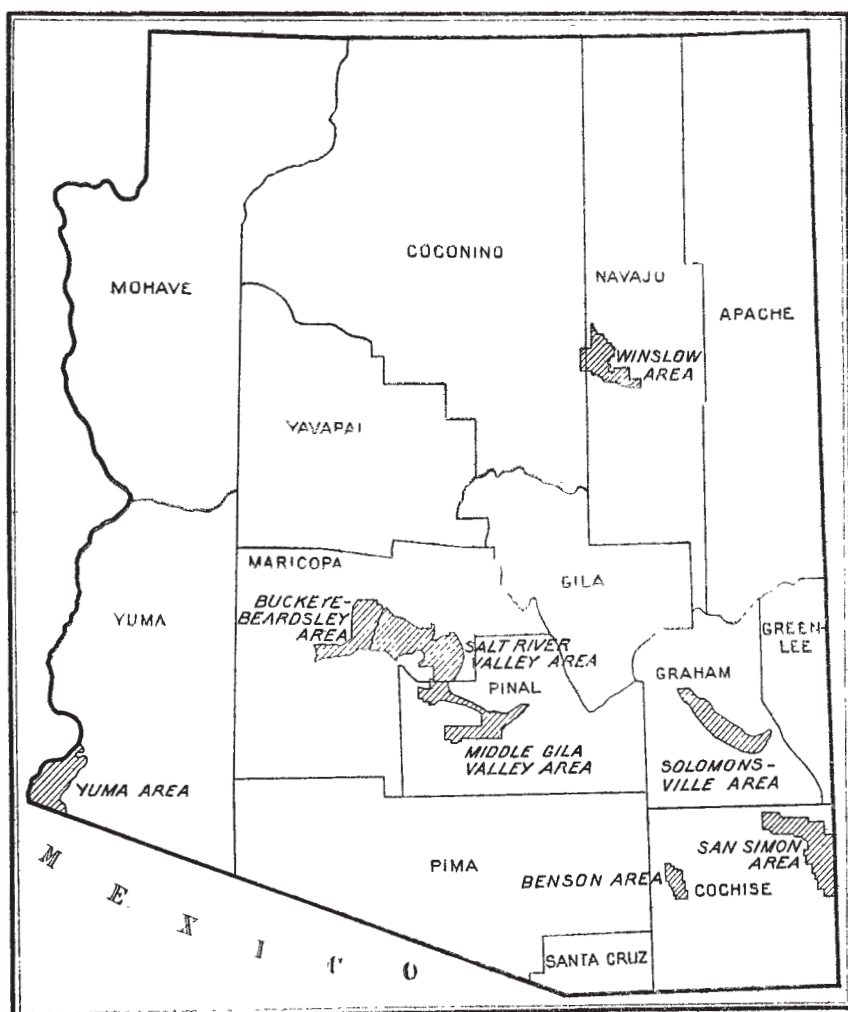 COCONINO
MOHAVE
NAVAJU
APACHE
WINSLOW
AREA
YAVAPAI
MARICOPA
GILA
BUCKEYE-
BEARDSLEY
AREA
YUMA
GREEN-
LEE
SALT RIVER
VALLEY AREA
GRAHAM
PINAL
MIDDLE GILA
VALLEY AREA
SOLOMONS-
VILLE AREA
YUMA AREA
SAN SIMON
AREA
MEXICO
PIMA
BENSON AREA
COCHISE
SANTA CRUZ